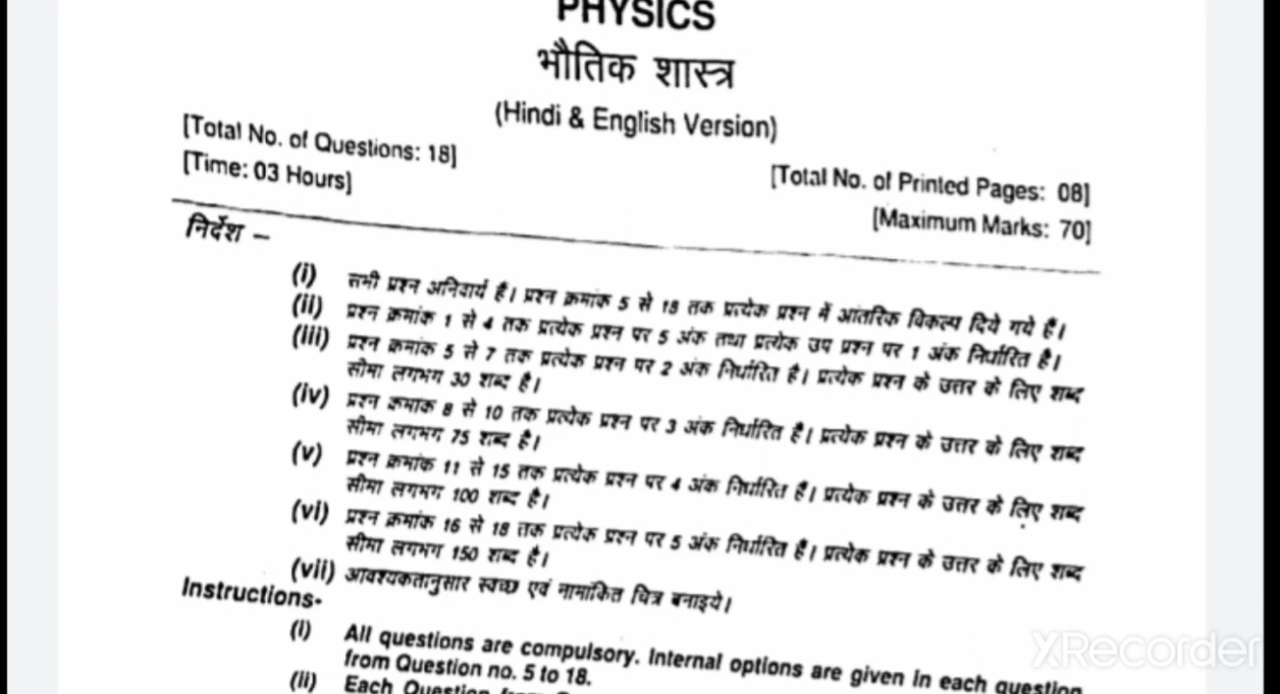 PHYSICS
भौतिक शास्त्र
(Hindi & English Version)
[Total No. of Questions: 18]
[Time: 03 Hours]
[Total No. of Printed Pages: 08]
[Maximum Marks: 70]
निर्देश –
(i) सभी प्रश्न अनिवार्य हैं। प्रश्न क्रमांक 5 से 18 तक प्रत्येक प्रश्न में आंतरिक विकल्प दिये गये हैं।
(ii) प्रश्न क्रमांक 1 से 4 तक प्रत्येक प्रश्न पर 5 अंक तथा प्रत्येक उप प्रश्न पर 1 अंक निर्धारित है।
(iii) प्रश्न क्रमांक 5 से 7 तक प्रत्येक प्रश्न पर 2 अंक निर्धारित है। प्रत्येक प्रश्न के उत्तर के लिए शब्द
सीमा लगभग 30 शब्द है।
(iv) प्रश्न कमाक 8 से 10 तक प्रत्येक प्रश्न पर 3 अंक निर्धारित है। प्रत्येक प्रश्न के उत्तर के लिए शब्द
सीमा लगभग 75 शब्द है।
(v) प्रश्न क्रमांक 11 से 15 तक प्रत्येक प्रश्न पर 4 अंक निर्धारित हैं। प्रत्येक प्रश्न के उत्तर के लिए शब्द
सीमा लगभग 100 शब्द है।
(vi) प्रश्न क्रमांक 16 से 18 तक प्रत्येक प्रश्न पर 5 अंक निर्धारित हैं। प्रत्येक प्रश्न के उत्तर के लिए शब्द
सीमा लगभग 150 शब्द है।
(vii) आवश्यकतानुसार स्वच्छ एवं नामांकित चित्र बनाइये।
Instructions-
(i) All questions are compulsory. Internal options are given in each question
from Question no. 5 to 18.
(ii) Each Question from
XRecorder